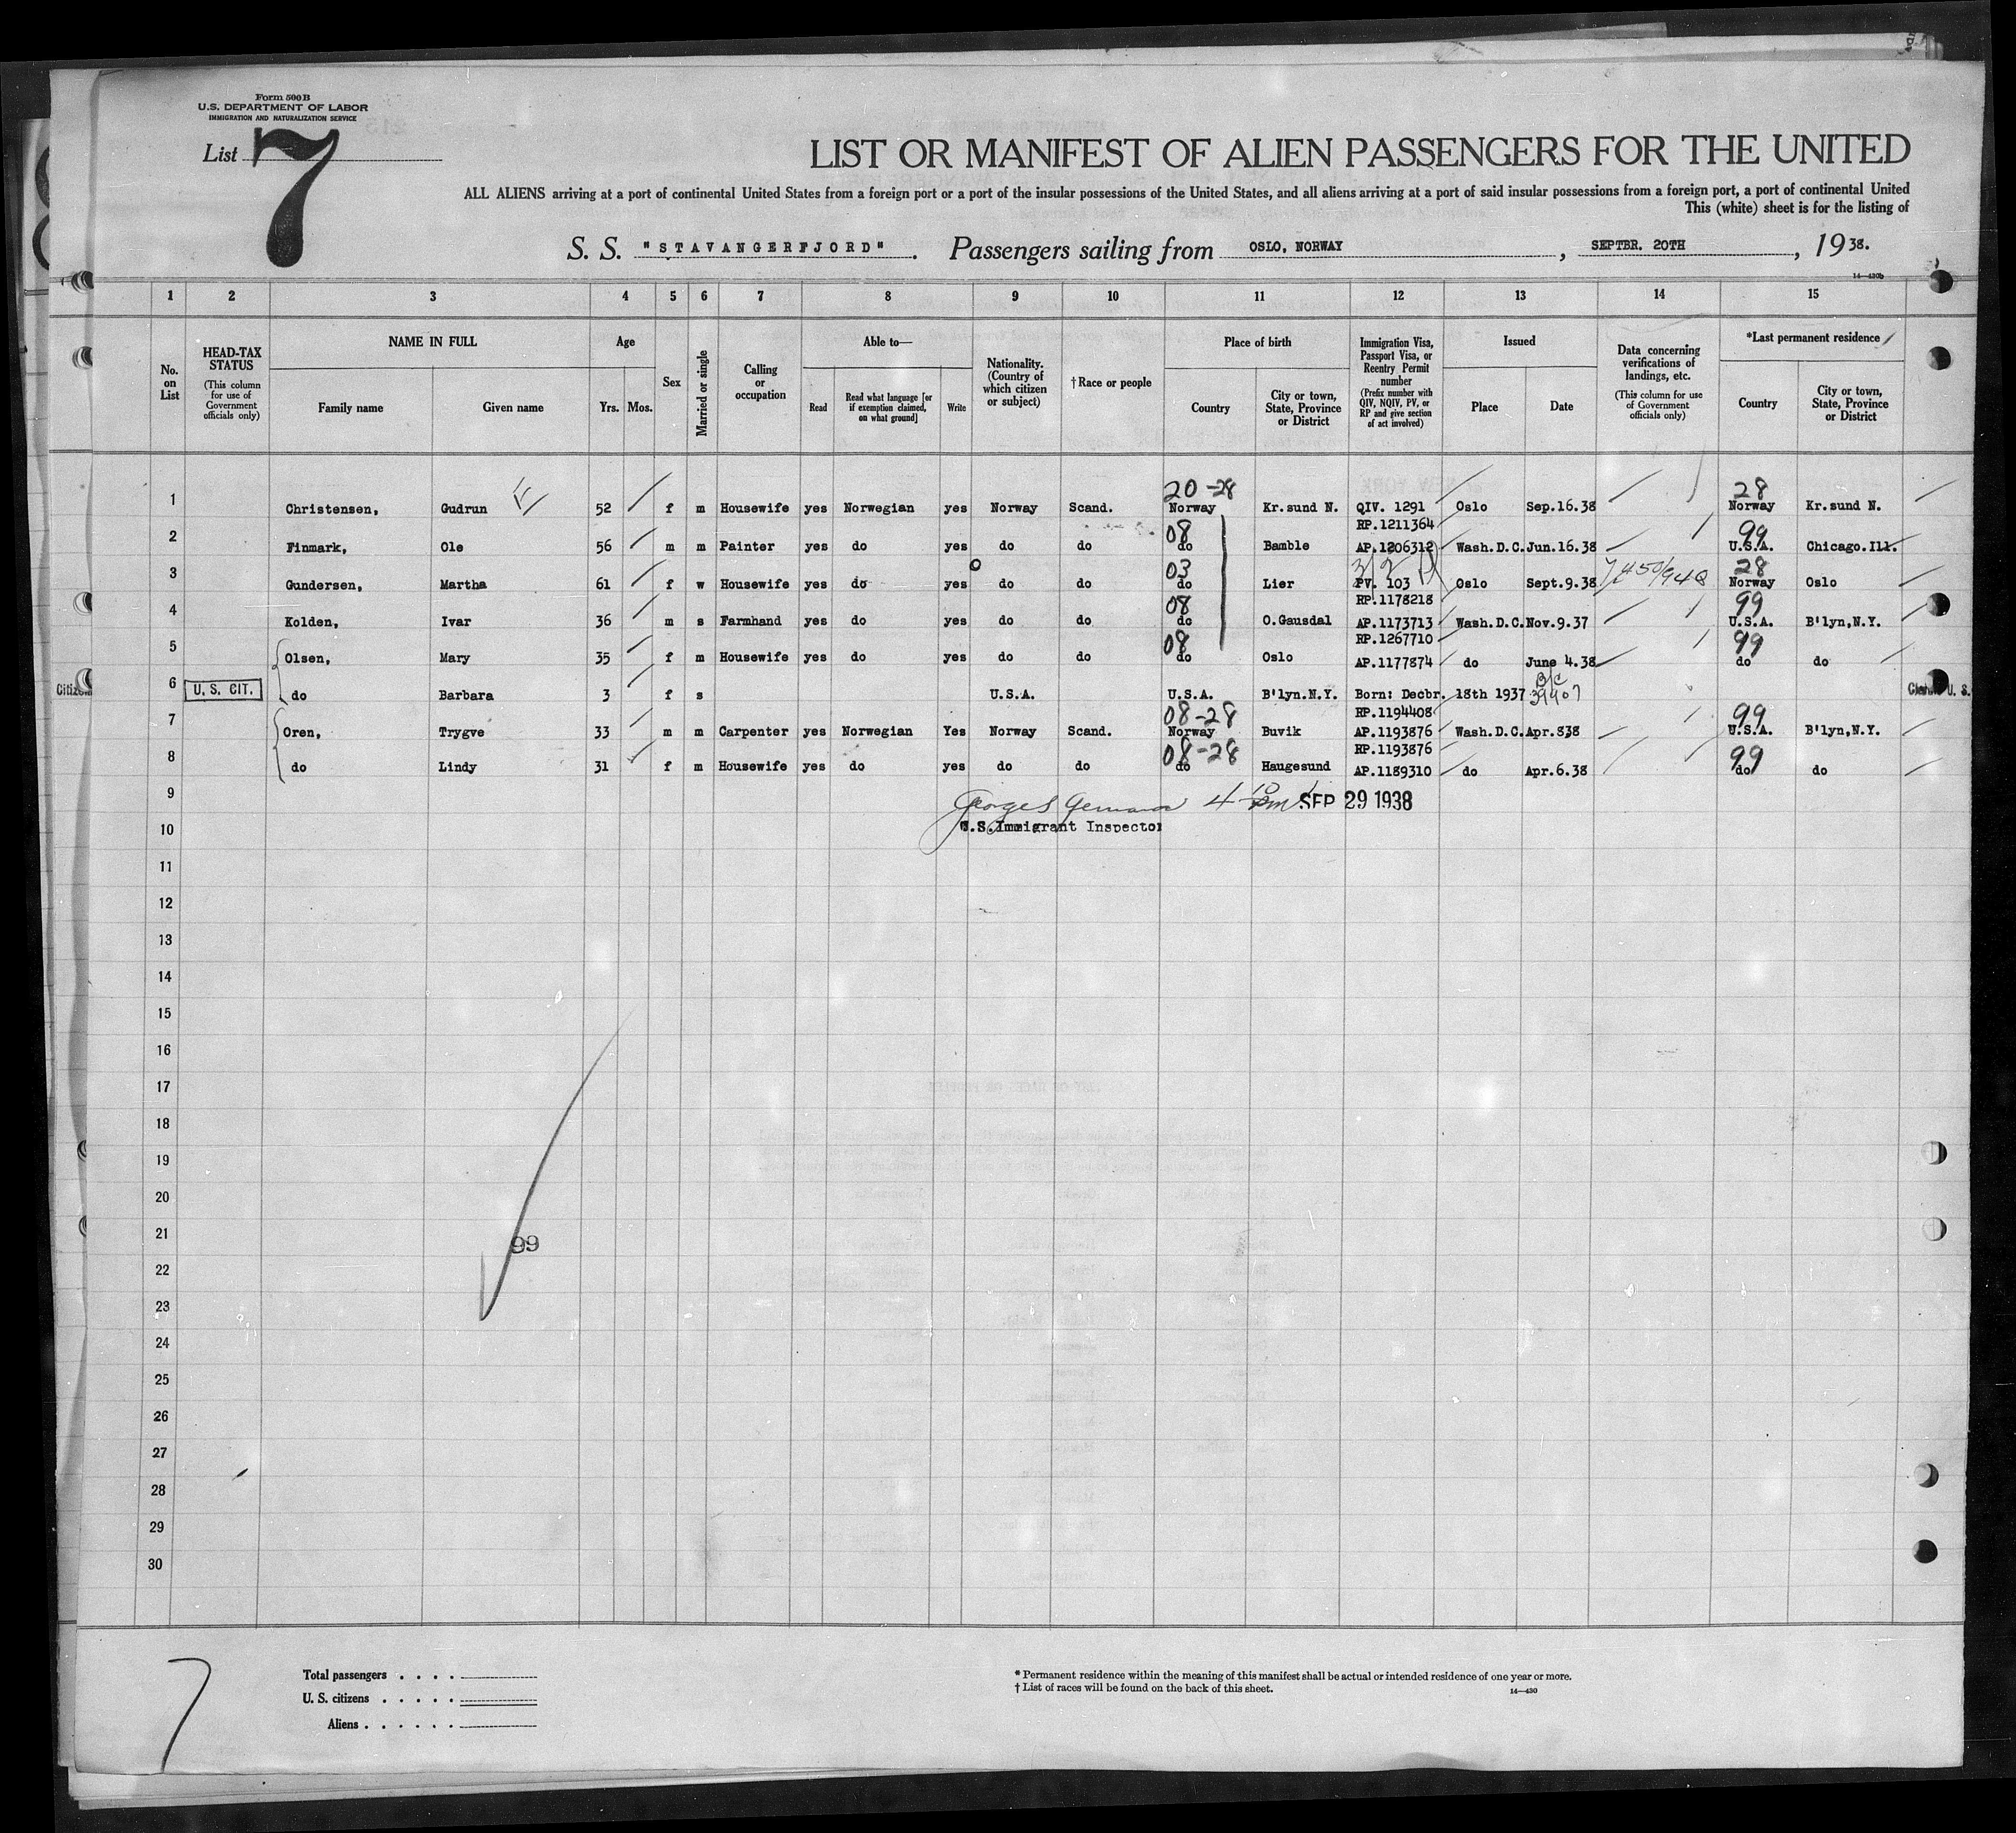 Form 500 B
U.S. DEPARTMENT OF LABOR
IMMIGRATION AND NATURALIZATION SERVICE
List 7
LIST OR MANIFEST OF ALIEN PASSENGERS FOR THE UNITED
ALL ALIENS arriving at a port of continental United States from a foreign port or a port of the insular possessions of the United States, and all aliens arriving at a port of said insular possessions from a foreign port, a port of continental United
This (white) sheet is for the listing of
S. S. "STAVANGERFJORD". Passengers sailing from OSLO, NORWAY, SEPTBR. 20TH, 1938.
14—430b
1 2 3 4 5 6 7 8 9 10 11 12 13 14 15
No. on List
HEAD-TAX STATUS (This column for use of Government officials only)
NAME IN FULL
Family name Given name
Age
Yrs. Mos.
Sex
Married or single
Calling or occupation
Able to—
Read Read what language [or if exemption claimed, on what ground] Write
Nationality. (Country of which citizen or subject)
†Race or people
Place of birth
Country City or town, State, Province or District
Immigration Visa, Passport Visa, or Reentry Permit number (Prefix number with QIV, NQIV, PV, or RP and give section of act involved)
Issued
Place Date
Data concerning verifications of landings, etc. (This column for use of Government officials only)
*Last permanent residence
Country City or town, State, Province or District
20-28 28
1 Christensen, Gudrun 52 f m Housewife yes Norwegian yes Norway Scand. Norway Kr.sund N. QIV. 1291 Oslo Sep.16.38 Norway Kr.sund N.
08 RP.1211364 99
2 Finmark, Ole 56 m m Painter yes do yes do do do Bamble AP.1206312 Wash.D.C. Jun.16.38 U.S.A. Chicago.Ill.
03 28
3 Gundersen, Martha 61 f w Housewife yes do yes do do do Lier PV. 103 Oslo Sept.9.38 Norway Oslo
08 RP.1178218 99
4 Kolden, Ivar 36 m s Farmhand yes do yes do do do O.Gausdal AP.1173713 Wash.D.C. Nov.9.37 U.S.A. B'lyn,N.Y.
08 RP.1267710 99
5 Olsen, Mary 35 f m Housewife yes do yes do do do Oslo AP.1177874 do June 4.38 do do
Citizen
6 U. S. CIT. do Barbara 3 f s U.S.A. U.S.A. B'lyn.N.Y. Born: Decbr. 18th 1937 B/C U. S.
08-28 RP.1194408 99
7 Oren, Trygve 33 m m Carpenter yes Norwegian Yes Norway Scand. Norway Buvik AP.1193876 Wash.D.C. Apr.838 U.S.A. B'lyn,N.Y.
08-28 RP.1193876 99
8 do Lindy 31 f m Housewife yes do yes do do do Haugesund AP.1189310 do Apr.6.38 do do
9 4 10 pm SEP 29 1938
10 U.S.Immigrant Inspector
11
12
13
14
15
16
17
18
19
20
21 99
22
23
24
25
26
27
28
29
30
7
Total passengers
U. S. citizens
Aliens
* Permanent residence within the meaning of this manifest shall be actual or intended residence of one year or more.
† List of races will be found on the back of this sheet.
14—430